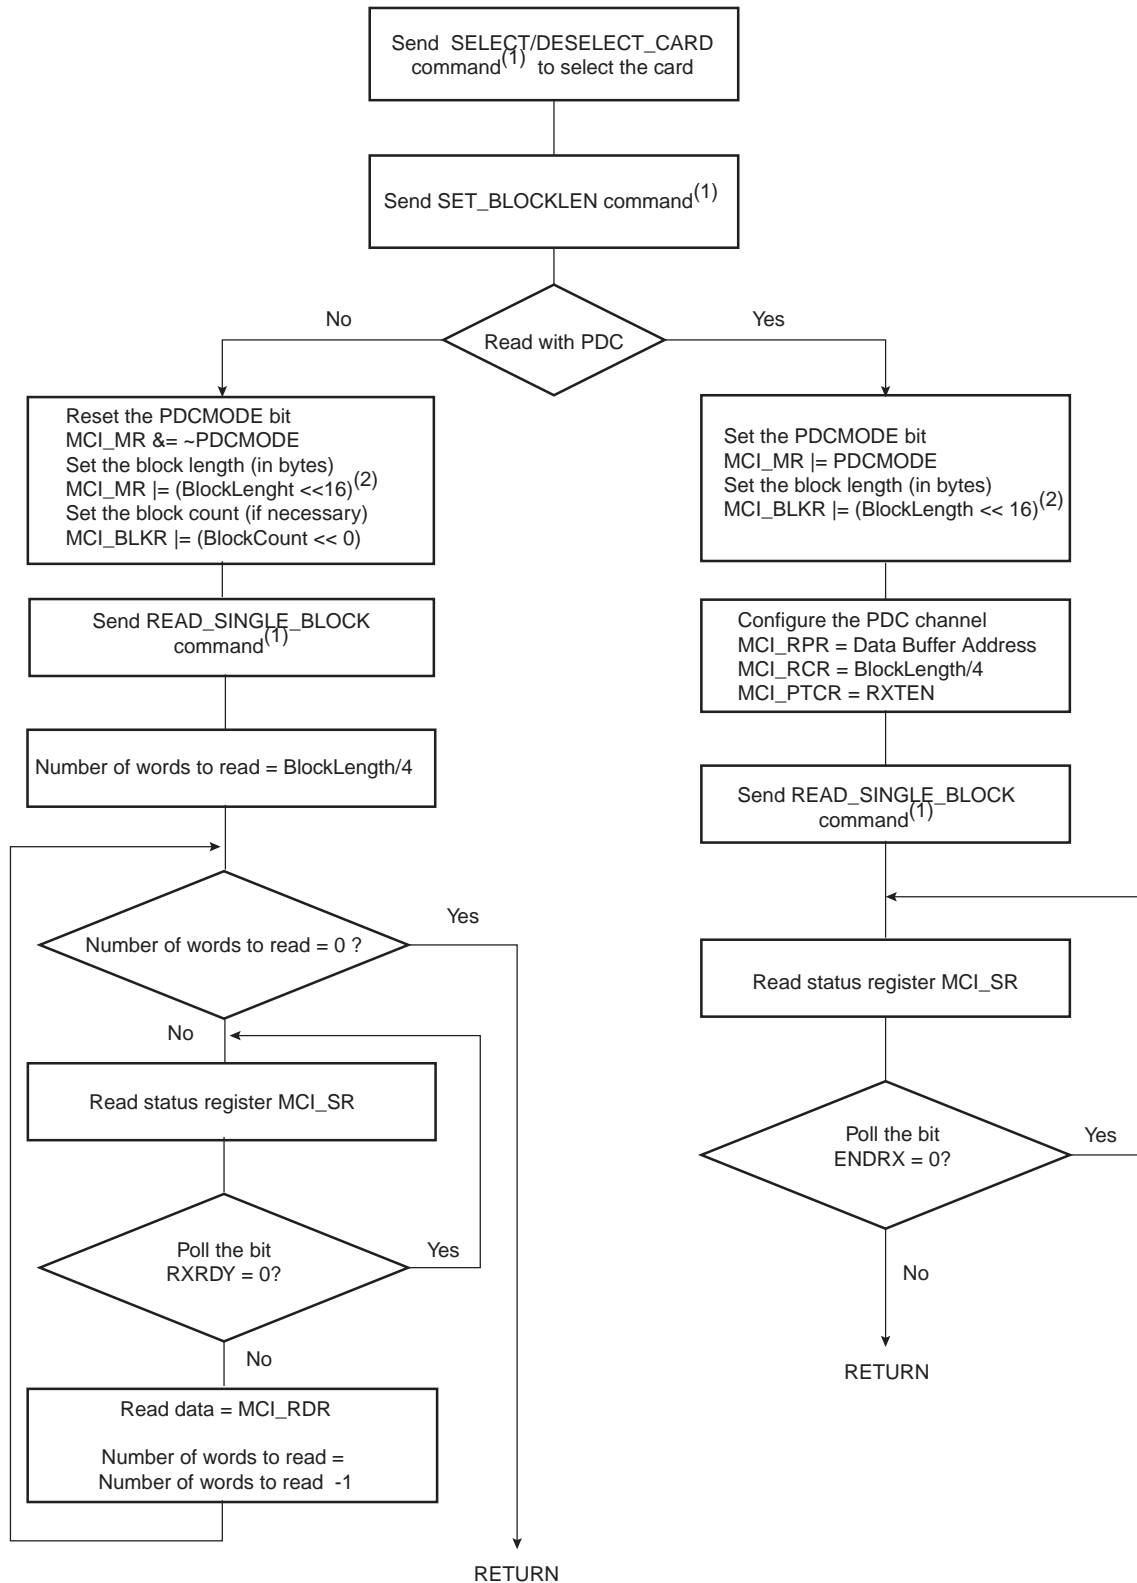 Send SELECT/DESELECT_CARD
command(1) to select the card
Send SET_BLOCKLEN command(1)
No
Yes
Read with PDC
Reset the PDCMODE bit
MCI_MR &= ~PDCMODE
Set the block length (in bytes)
MCI_MR |= (BlockLenght <<16)(2)
Set the block count (if necessary)
MCI_BLKR |= (BlockCount << 0)
Set the PDCMODE bit
MCI_MR |= PDCMODE
Set the block length (in bytes)
MCI_BLKR |= (BlockLength << 16)(2)
Send READ_SINGLE_BLOCK
command(1)
Configure the PDC channel
MCI_RPR = Data Buffer Address
MCI_RCR = BlockLength/4
MCI_PTCR = RXTEN
Number of words to read = BlockLength/4
Send READ_SINGLE_BLOCK
command(1)
Number of words to read = 0 ?
Yes
No
Read status register MCI_SR
Read status register MCI_SR
Poll the bit
RXRDY = 0?
Yes
No
Poll the bit
ENDRX = 0?
Yes
No
RETURN
Read data = MCI_RDR
Number of words to read =
Number of words to read -1
RETURN